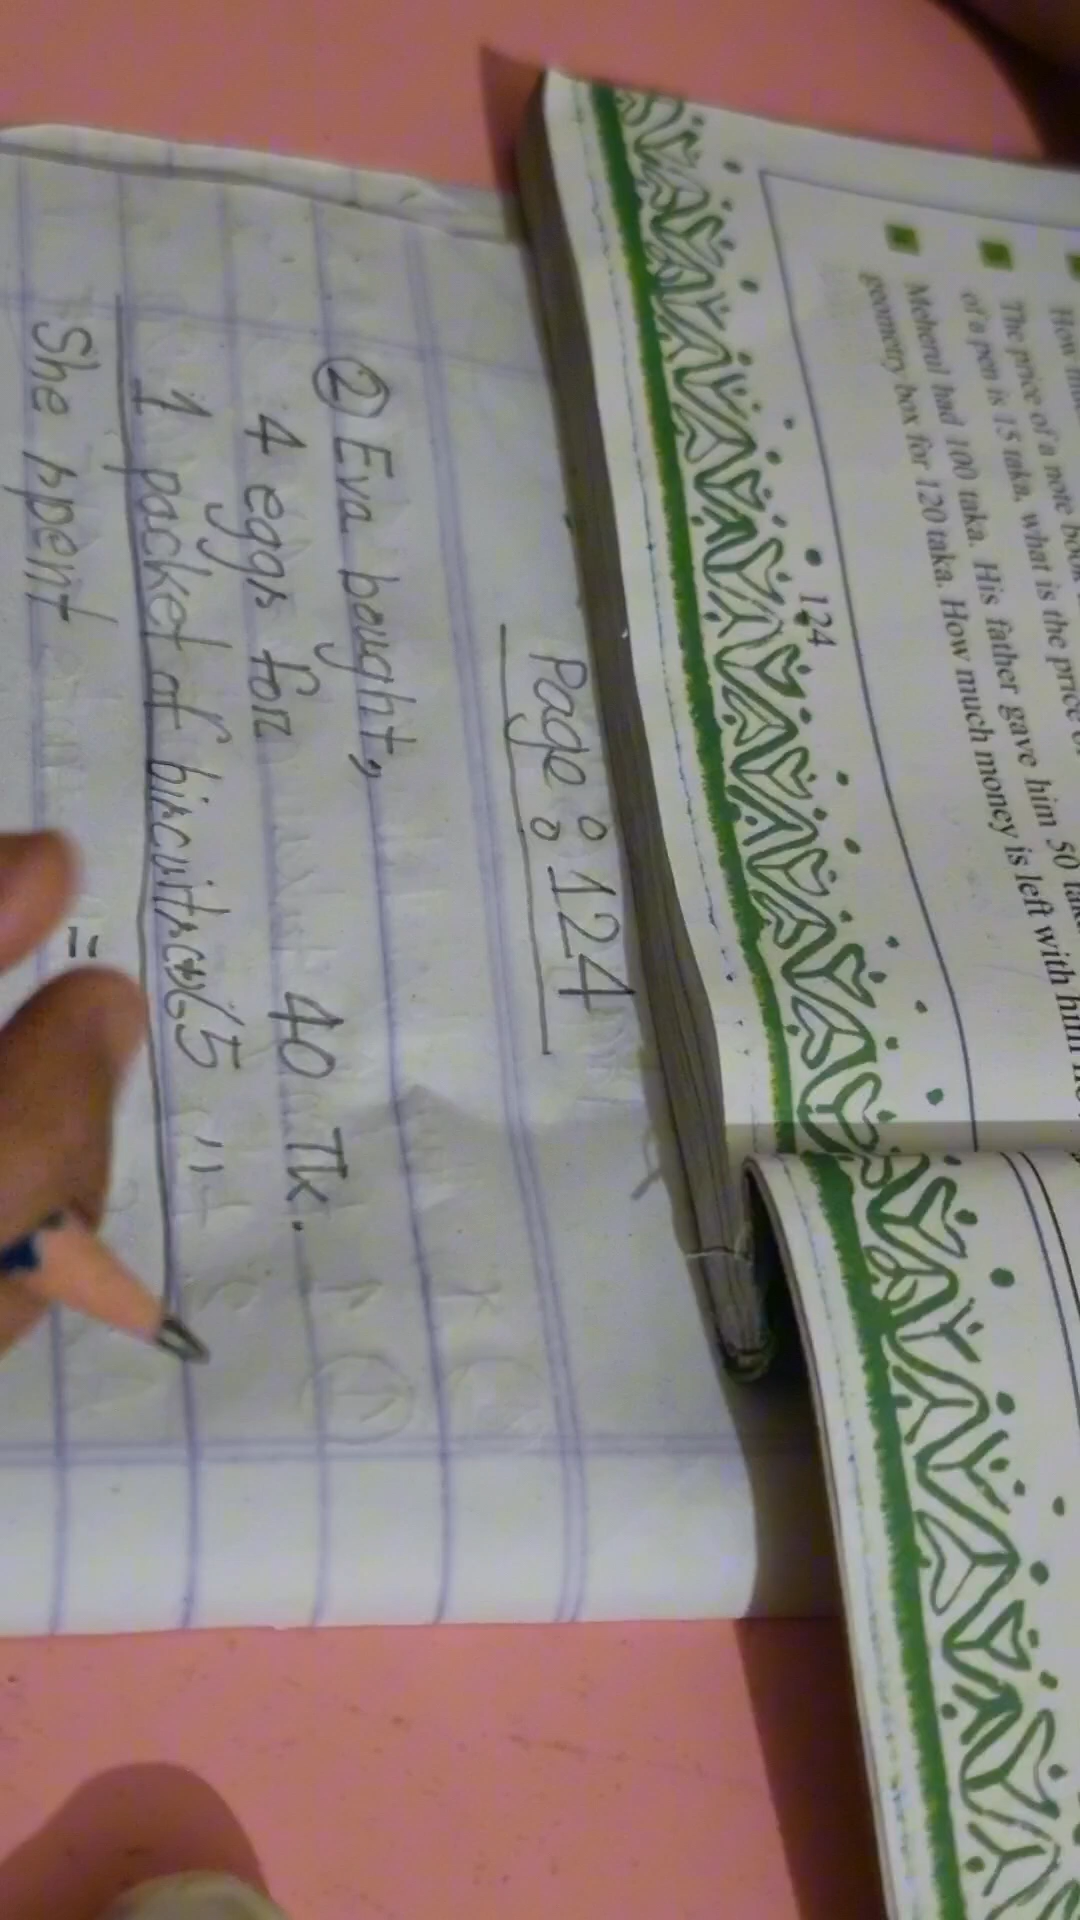 The price of a note book
of a pen is 15 taka, what is the price
Meherul had 100 taka. His father gave him 50
geometry box for 120 taka. How much money is left with him
124
Page : 124
② Eva bought,
4 eggs for 40 Tk.
1 packet of biscuits 65 "
She spent =